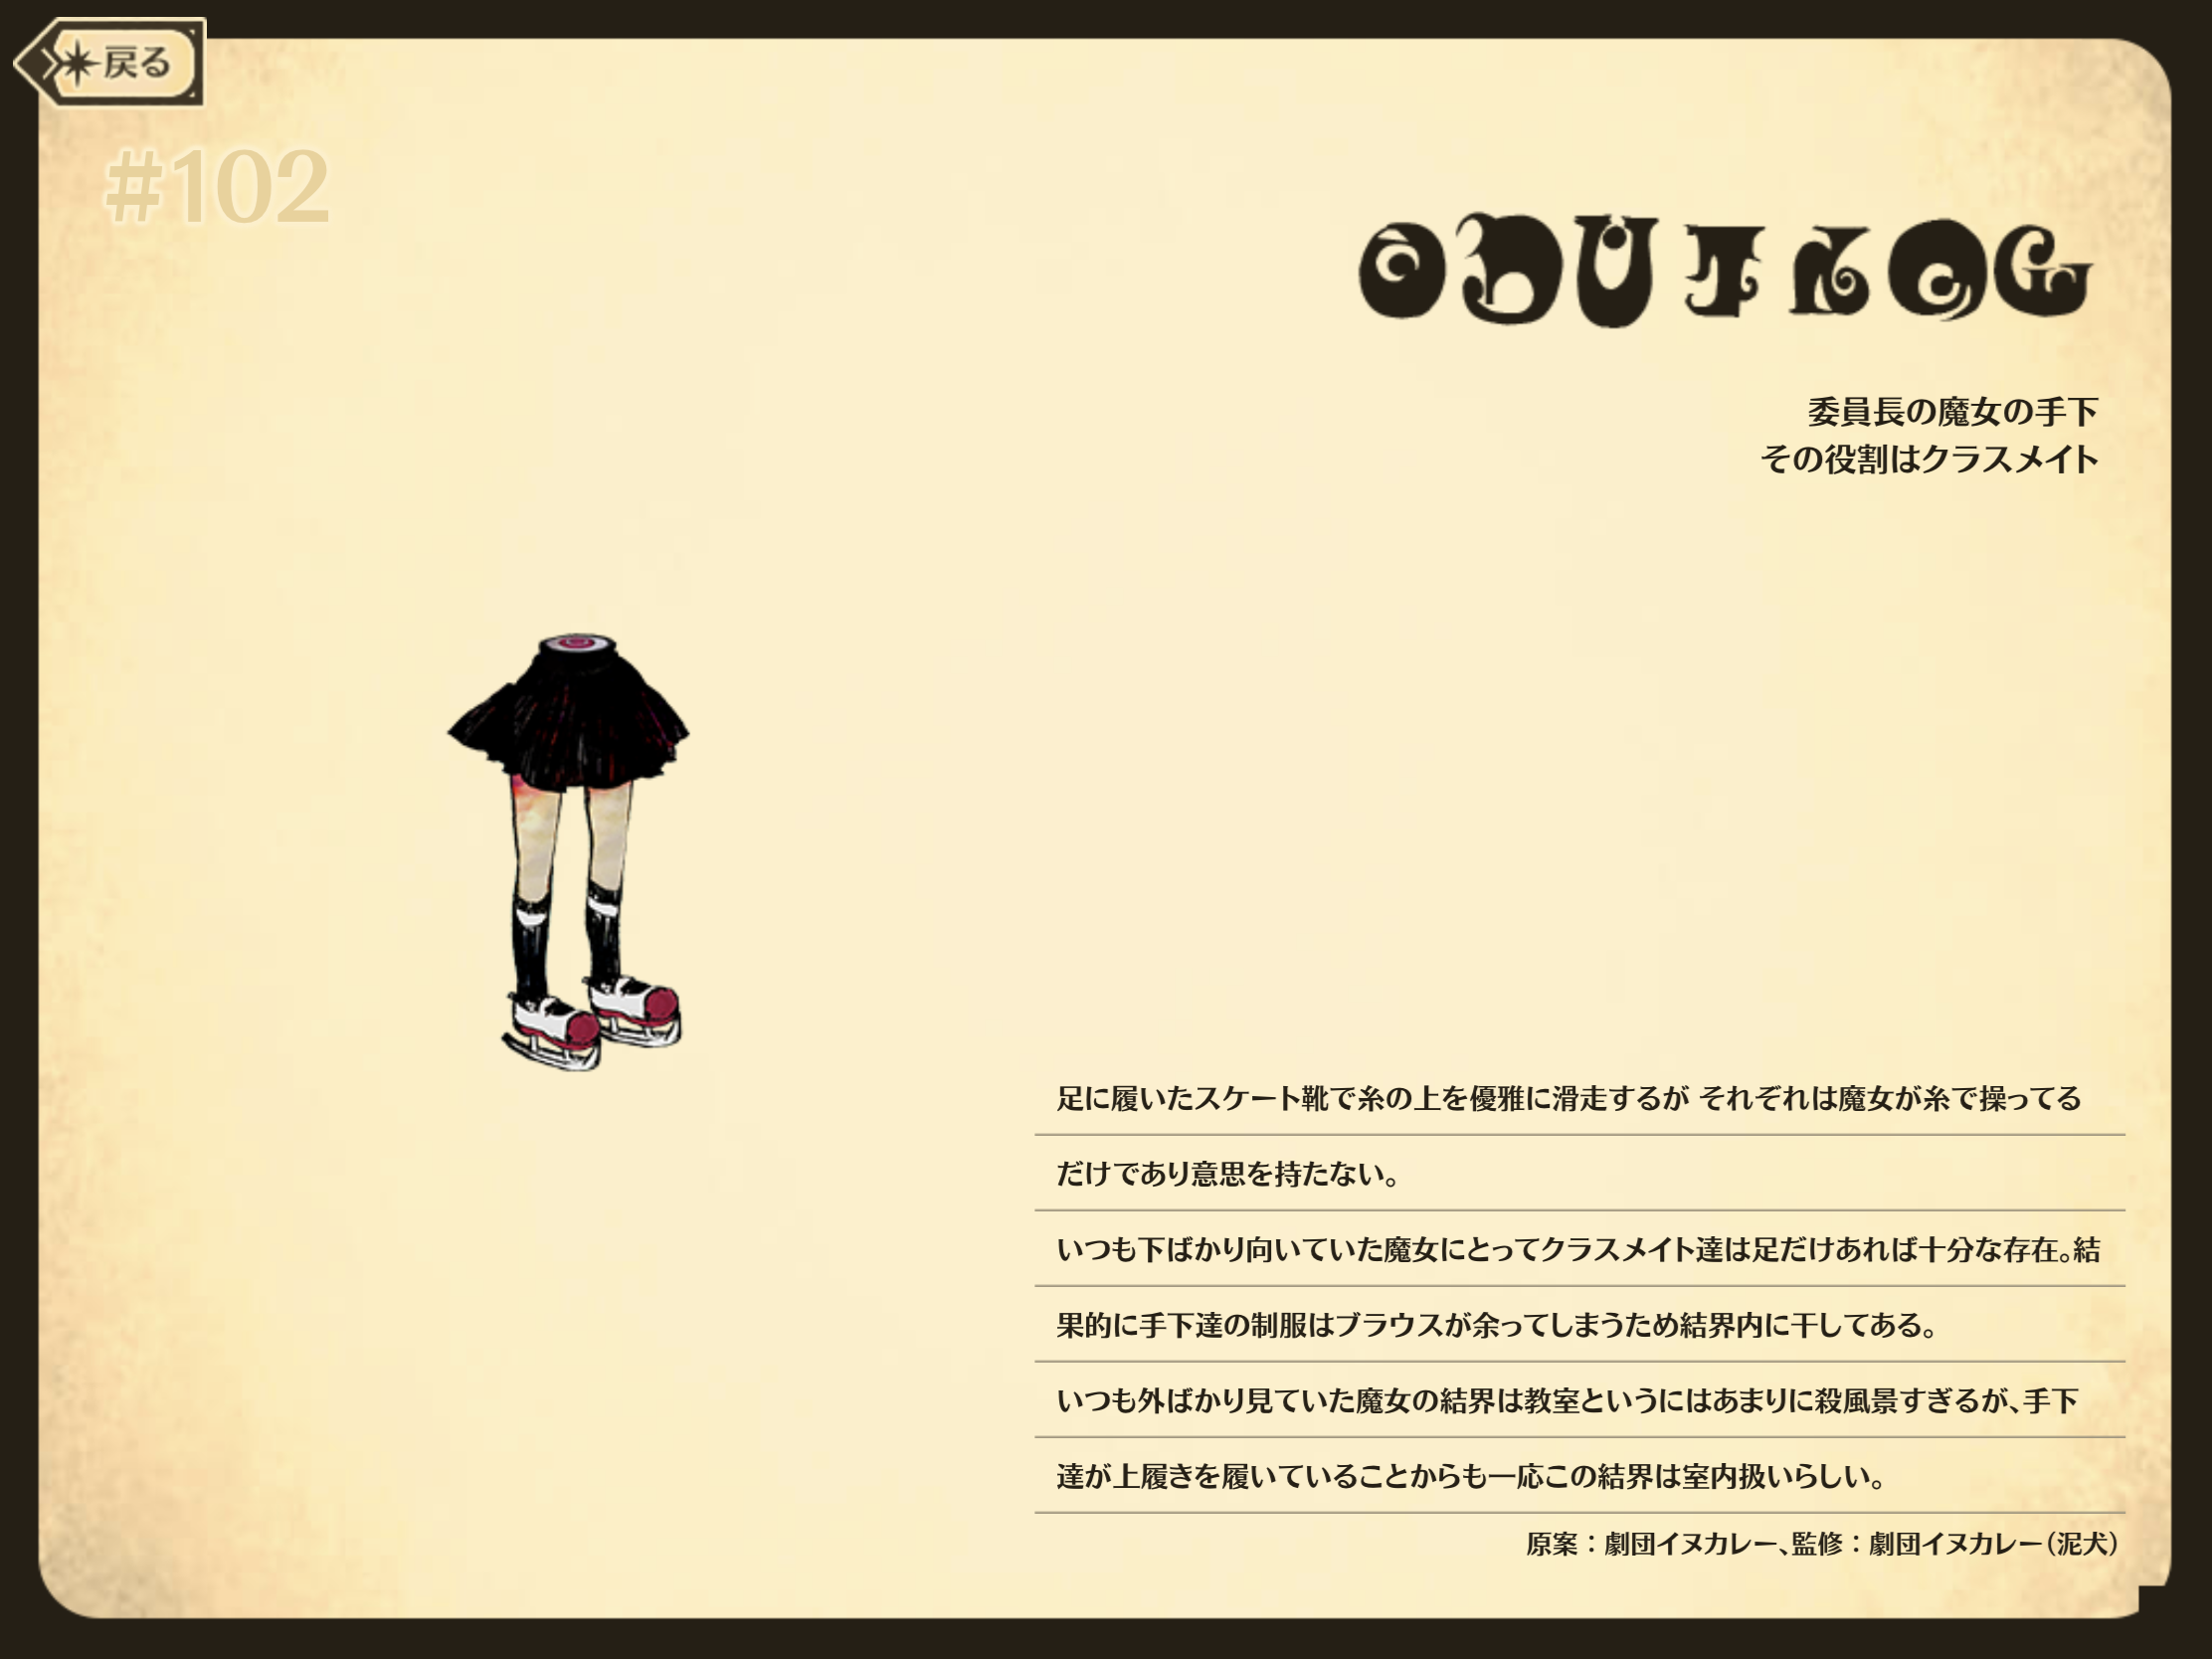 戻る
#102
委員長の魔女の手下
その役割はクラスメイト
足に履いたスケート靴で糸の上を優雅に滑走するが それぞれは魔女が糸で操ってる
だけであり意思を持たない。
いつも下ばかり向いていた魔女にとってクラスメイト達は足だけあれば十分な存在。結
果的に手下達の制服はブラウスが余ってしまうため結界内に干してある。
いつも外ばかり見ていた魔女の結界は教室というにはあまりに殺風景すぎるが、手下
達が上履きを履いていることからも一応この結界は室内扱いらしい。
原案：劇団イヌカレー、監修：劇団イヌカレー（泥犬）